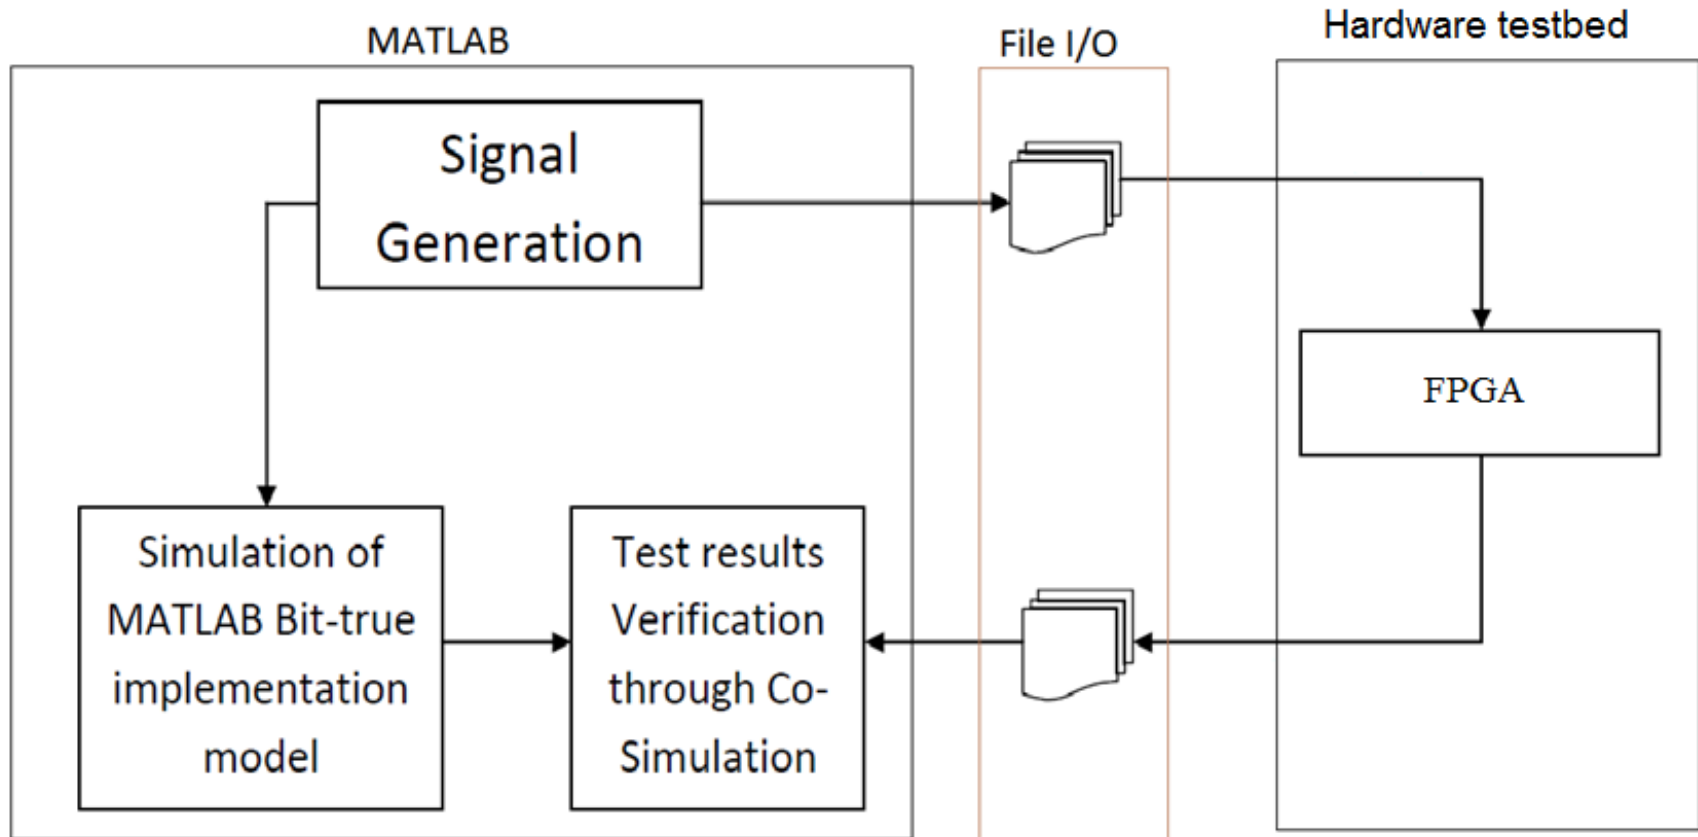 MATLAB
File I/O
Hardware testbed
Signal
Generation
FPGA
Simulation of
MATLAB Bit-true
implementation
model
Test results
Verification
through Co-
Simulation